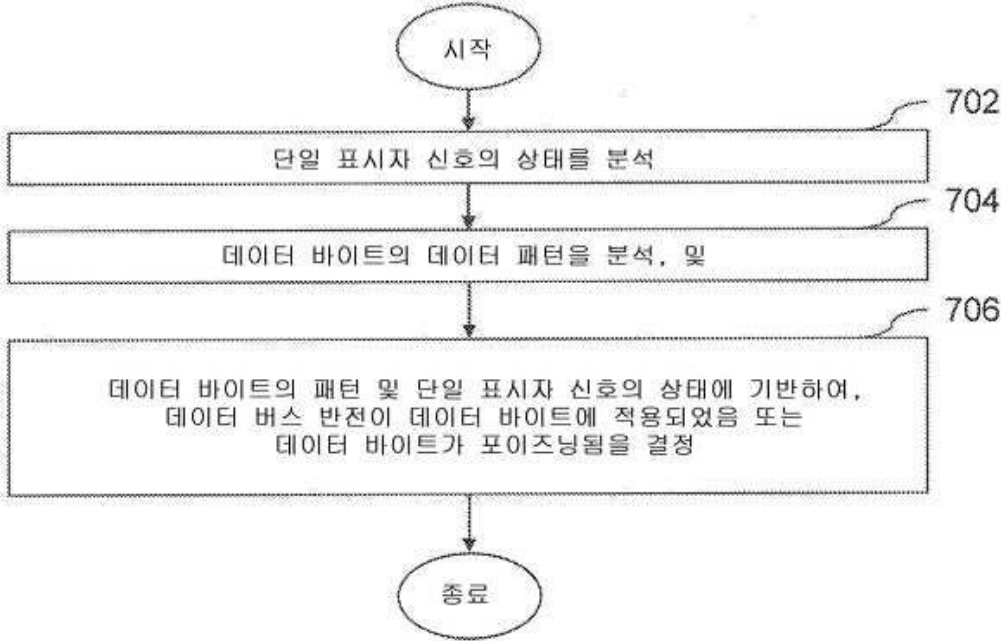 시작
702
단일 표시자 신호의 상태를 분석
704
데이터 바이트의 데이터 패턴을 분석, 및
706
데이터 바이트의 패턴 및 단일 표시자 신호의 상태에 기반하여,
데이터 버스 반전이 데이터 바이트에 적용되었음 또는
데이터 바이트가 포이즈닝됨을 결정
종료